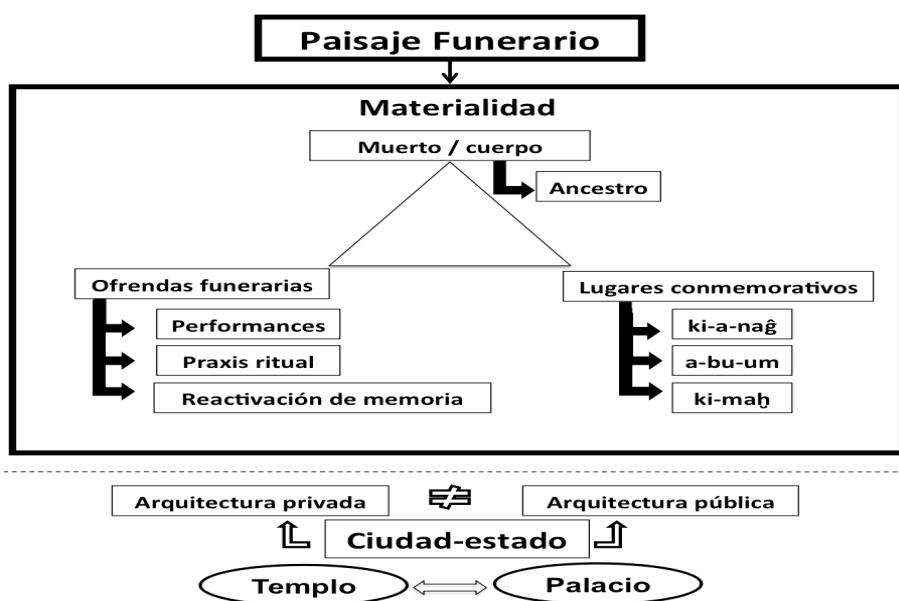 Paisaje Funerario
Materialidad
Muerto / cuerpo
Ancestro
Ofrendas funerarias
Performances
Praxis ritual
Reactivación de memoria
Lugares conmemorativos
ki-a-naĝ
a-bu-um
ki-maḫ
Arquitectura privada
≠
Arquitectura pública
Ciudad-estado
Templo
Palacio